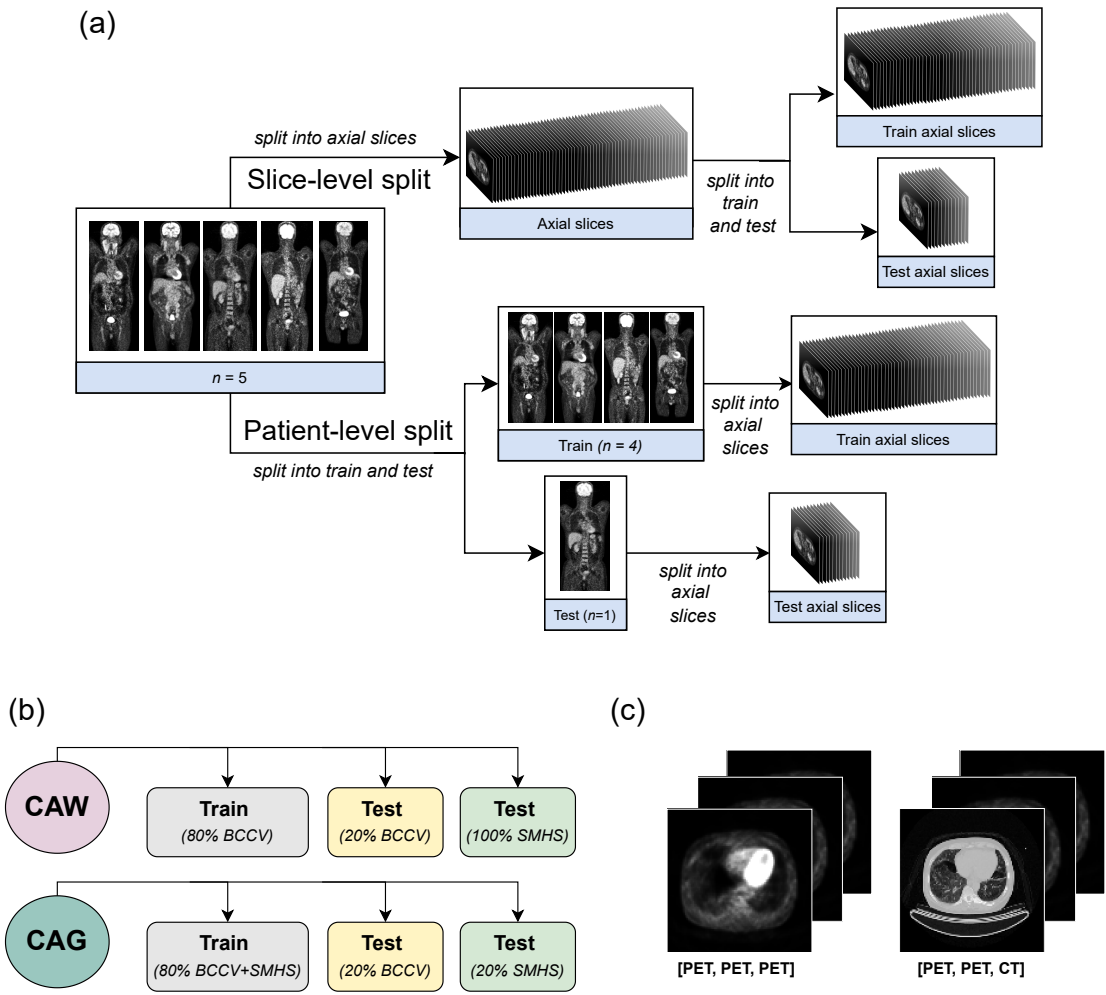 (a)
split into axial slices
Slice-level split
Axial slices
split into
train
and test
Train axial slices
Test axial slices
n = 5
Patient-level split
split into train and test
Train (n = 4)
split into
axial
slices
Train axial slices
Test (n=1)
split into
axial
slices
Test axial slices
(b)
CAW
Train
(80% BCCV)
Test
(20% BCCV)
Test
(100% SMHS)
CAG
Train
(80% BCCV+SMHS)
Test
(20% BCCV)
Test
(20% SMHS)
(c)
[PET, PET, PET]
[PET, PET, CT]